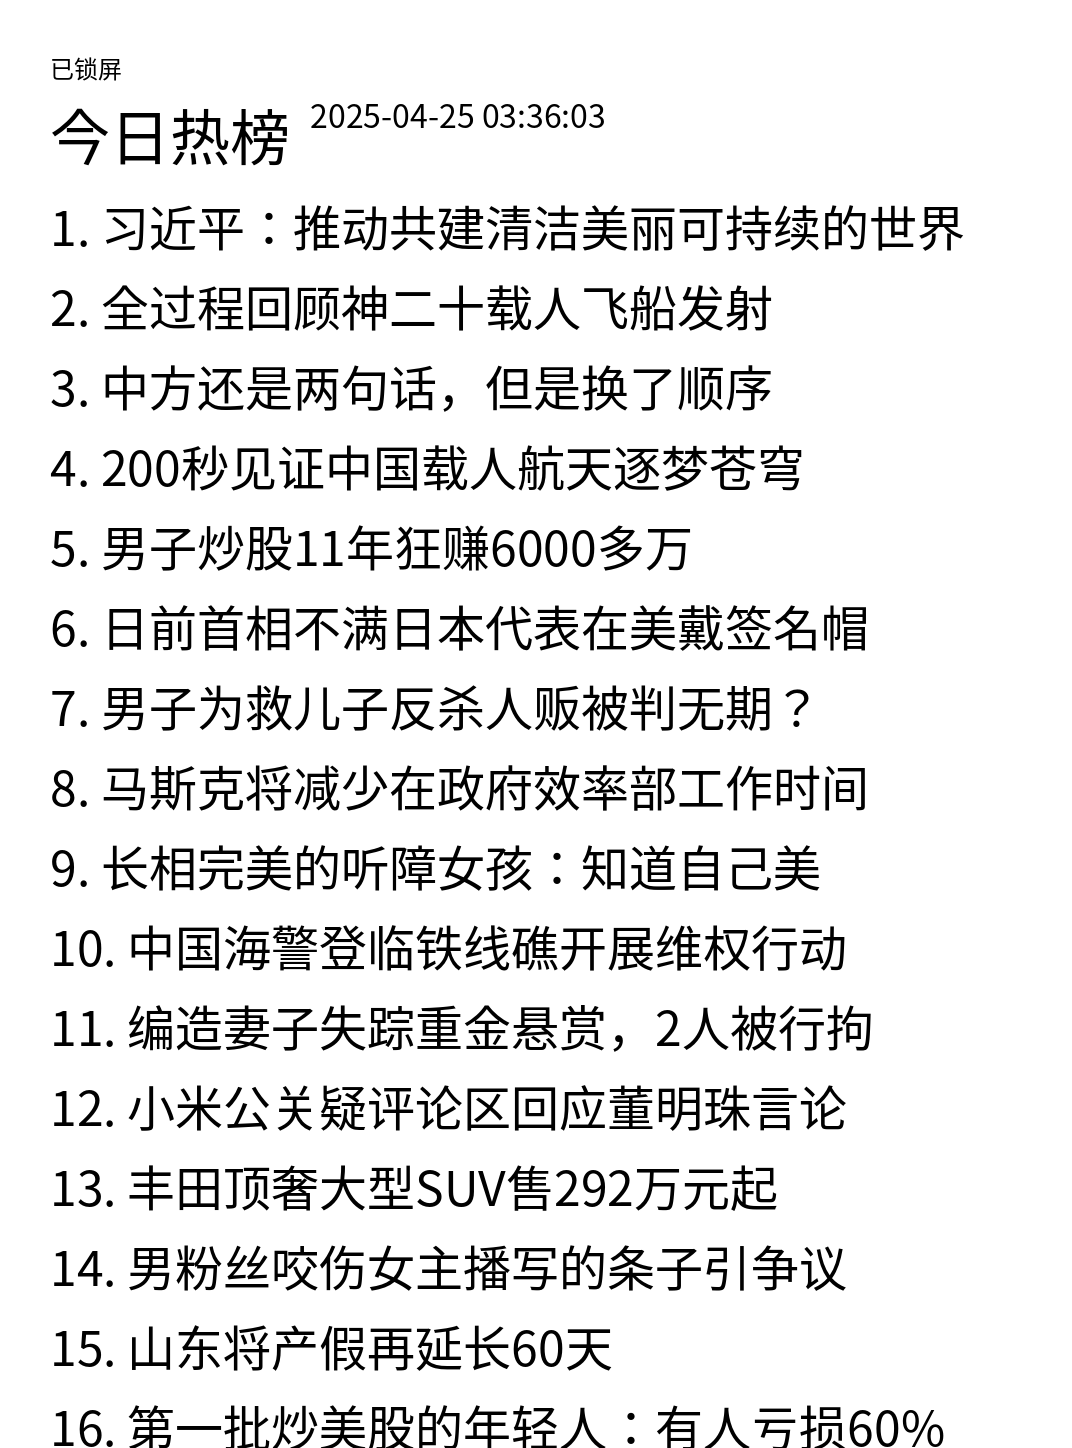 已锁屏
今日热榜 2025-04-25 03:36:03
1. 习近平：推动共建清洁美丽可持续的世界
2. 全过程回顾神二十载人飞船发射
3. 中方还是两句话，但是换了顺序
4. 200秒见证中国载人航天逐梦苍穹
5. 男子炒股11年狂赚6000多万
6. 日前首相不满日本代表在美戴签名帽
7. 男子为救儿子反杀人贩被判无期？
8. 马斯克将减少在政府效率部工作时间
9. 长相完美的听障女孩：知道自己美
10. 中国海警登临铁线礁开展维权行动
11. 编造妻子失踪重金悬赏，2人被行拘
12. 小米公关疑评论区回应董明珠言论
13. 丰田顶奢大型SUV售292万元起
14. 男粉丝咬伤女主播写的条子引争议
15. 山东将产假再延长60天
16. 第一批炒美股的年轻人：有人亏损60%